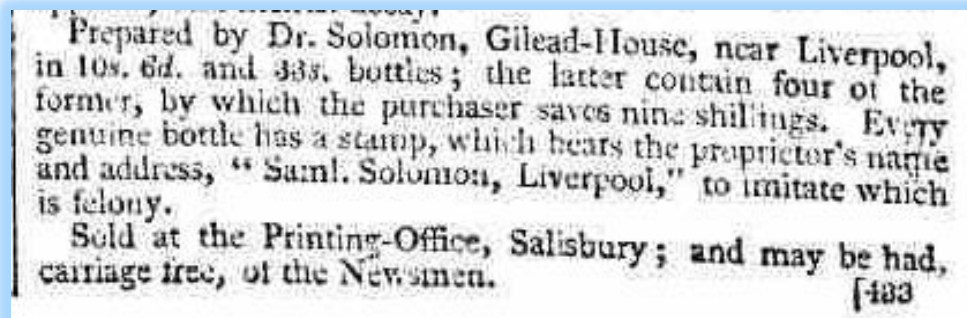 Prepared by Dr. Solomon, Gilead-House, near Liverpool,
in 10s. 6d. and 33s. bottles; the latter contain four of the
former, by which the purchaser saves nine shillings. Every
genuine bottle has a stamp, which bears the proprietor's name
and address, "Saml. Solomon, Liverpool," to imitate which
is felony.
Sold at the Printing-Office, Salisbury; and may be had,
carriage free, of the Newsmen.
[433